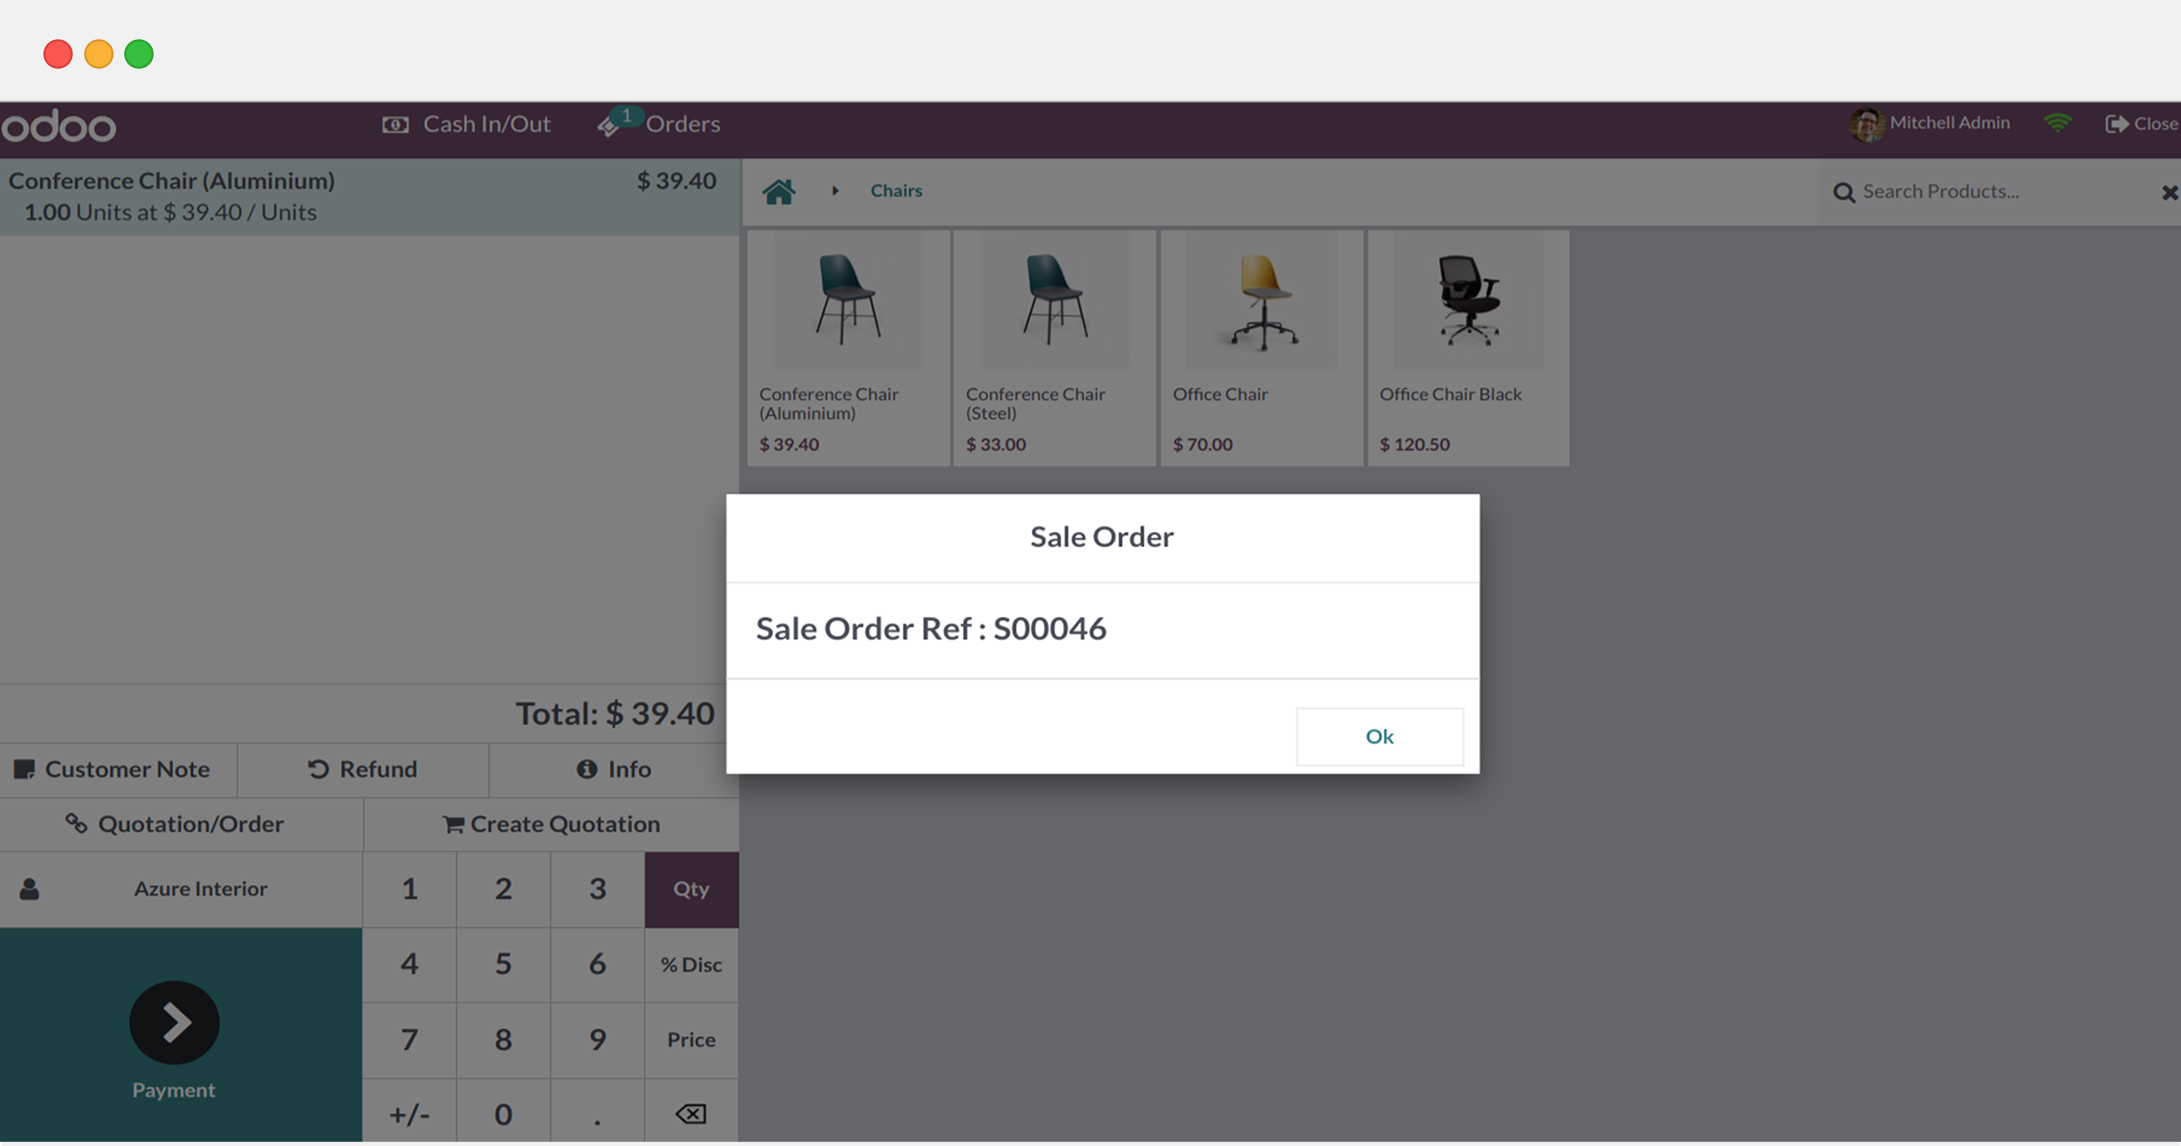 odoo
Cash In/Out
1
Orders
Mitchell Admin
Close
Conference Chair (Aluminium)
$ 39.40
1.00 Units at $ 39.40 / Units
Chairs
Search Products...
Conference Chair
(Aluminium)
$ 39.40
Conference Chair
(Steel)
$ 33.00
Office Chair
$ 70.00
Office Chair Black
$ 120.50
Sale Order
Sale Order Ref : S00046
Ok
Total: $ 39.40
Customer Note
Refund
Info
Quotation/Order
Create Quotation
Azure Interior
1 2 3 Qty
4 5 6 % Disc
7 8 9 Price
+/- 0 .
Payment